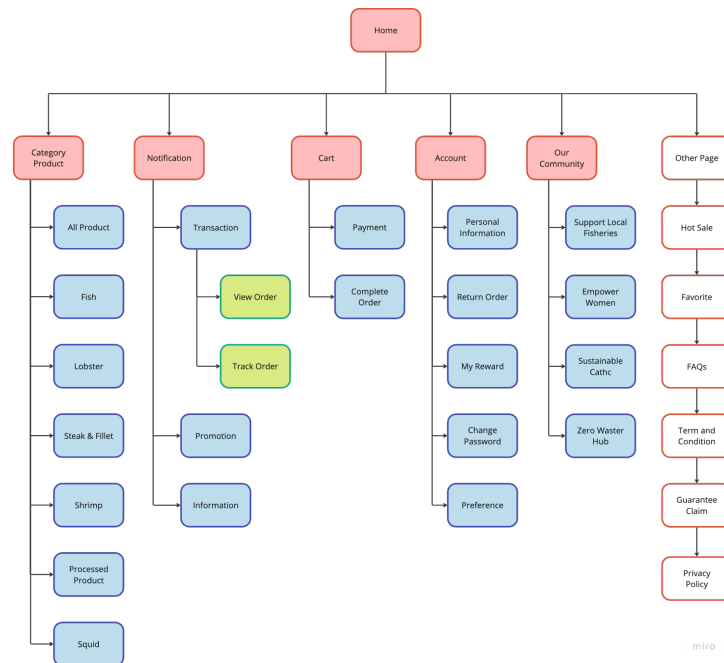 Home
Category
Product
Notification
Cart
Account
Our
Community
Other Page
All Product
Transaction
Payment
Personal
Information
Support Local
Fisheries
Hot Sale
Fish
View Order
Complete
Order
Return Order
Empower
Women
Favorite
Lobster
Track Order
My Reward
Sustainable
Cathc
FAQs
Steak & Fillet
Promotion
Change
Password
Zero Waster
Hub
Term and
Condition
Shrimp
Information
Preference
Guarantee
Claim
Processed
Product
Privacy
Policy
Squid
miro